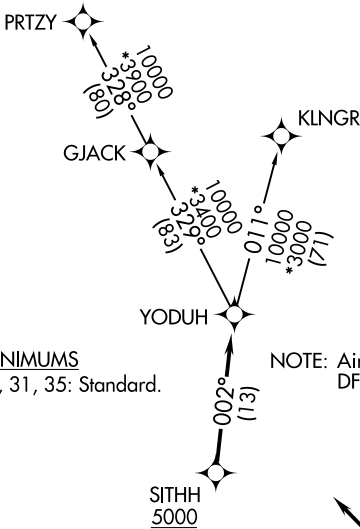 PRTZY
10000
*3900
328°
(80)
KLNGR
GJACK
10000
*3400
329°
(83)
011°
10000
*3000
(71)
YODUH
NIMUMS
, 31, 35: Standard.
NOTE: Air
DF
002°
(13)
SITHH
5000